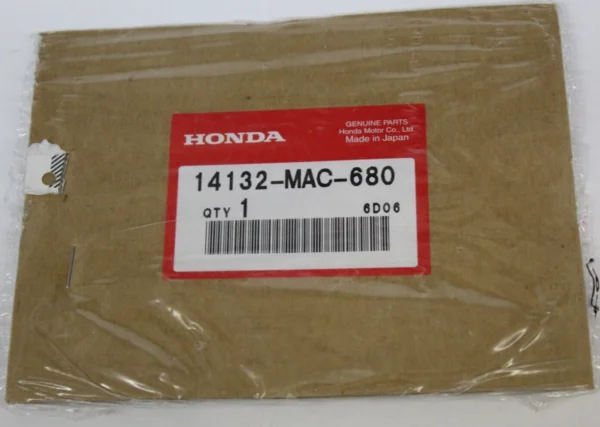 HONDA
GENUINE PARTS
Honda Motor Co., Ltd.
Made in Japan
14132-MAC-680
QTY 1 6D06